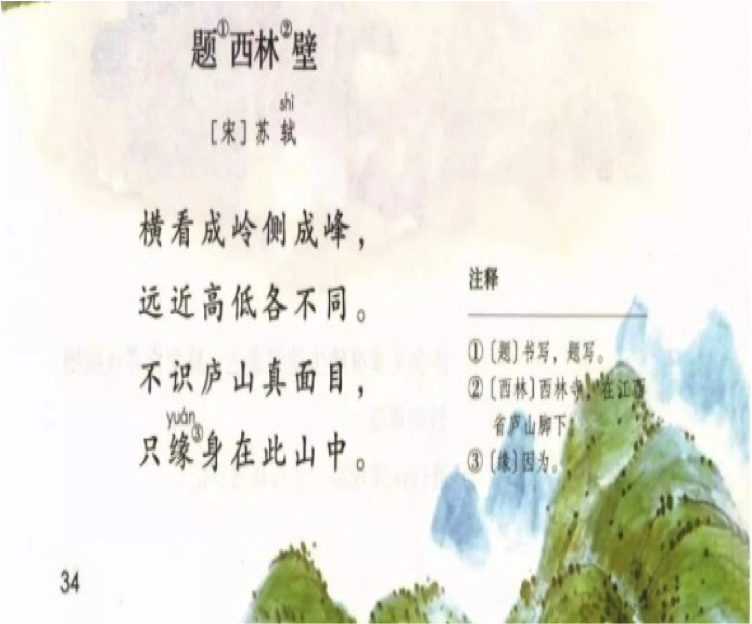 题①西林②壁
shì
[宋]苏轼
横看成岭侧成峰，
远近高低各不同。
不识庐山真面目，
yuán
只缘③身在此山中。
注释
①〔题〕书写，题写。
②〔西林〕西林寺，在江西
省庐山脚下。
③〔缘〕因为。
34